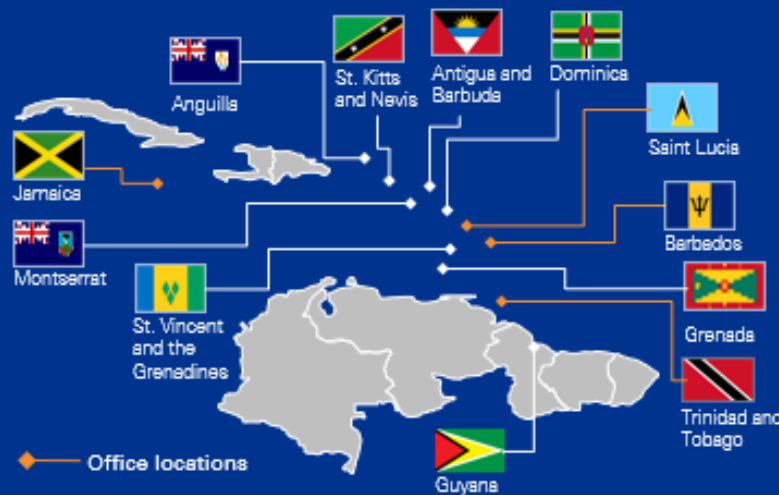 Anguilla
St. Kitts
and Nevis
Antigua and
Barbuda
Dominica
Saint Lucia
Jamaica
Barbados
Montserrat
St. Vincent
and the
Grenadines
Grenada
Trinidad and
Tobago
Office locations
Guyana